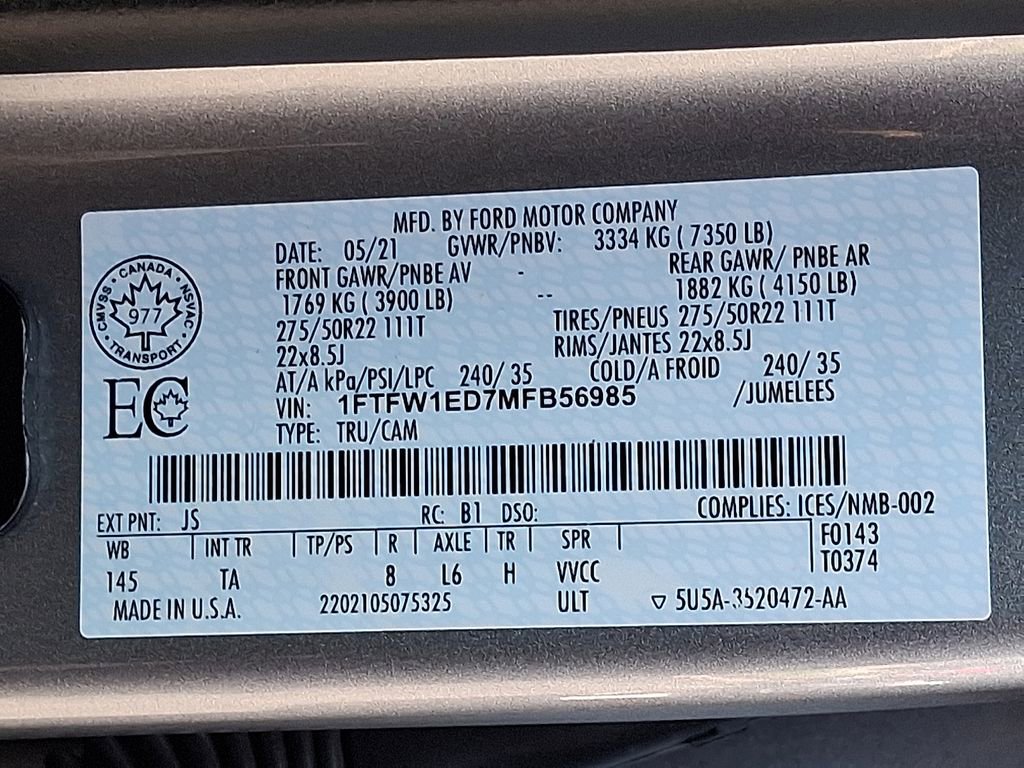 MFD. BY FORD MOTOR COMPANY
DATE: 05/21 GVWR/PNBV: 3334 KG ( 7350 LB)
FRONT GAWR/PNBE AV - REAR GAWR/ PNBE AR
1769 KG ( 3900 LB) -- 1882 KG ( 4150 LB)
275/50R22 111T TIRES/PNEUS 275/50R22 111T
22x8.5J RIMS/JANTES 22x8.5J
AT/A kPa/PSI/LPC 240/ 35 COLD/A FROID 240/ 35
VIN: 1FTFW1ED7MFB56985 /JUMELEES
TYPE: TRU/CAM
CMVSS • CANADA • NSVAC • TRANSPORT •
977
EC
EXT PNT: JS RC: B1 DSO: COMPLIES: ICES/NMB-002
WB INT TR TP/PS R AXLE TR SPR F0143
145 TA 8 L6 H VVCC T0374
MADE IN U.S.A. 2202105075325 ULT ▽ 5U5A-3520472-AA